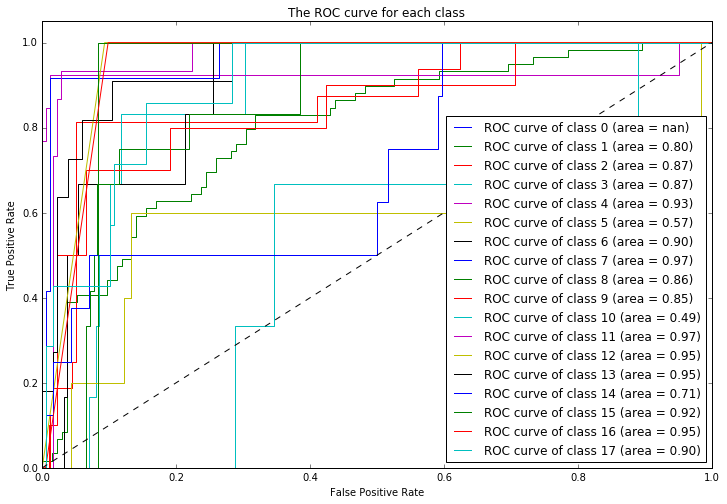 The ROC curve for each class
1.0
0.8
0.6
0.4
0.2
0.0
True Positive Rate
ROC curve of class 0 (area = nan)
ROC curve of class 1 (area = 0.80)
ROC curve of class 2 (area = 0.87)
ROC curve of class 3 (area = 0.87)
ROC curve of class 4 (area = 0.93)
ROC curve of class 5 (area = 0.57)
ROC curve of class 6 (area = 0.90)
ROC curve of class 7 (area = 0.97)
ROC curve of class 8 (area = 0.86)
ROC curve of class 9 (area = 0.85)
ROC curve of class 10 (area = 0.49)
ROC curve of class 11 (area = 0.97)
ROC curve of class 12 (area = 0.95)
ROC curve of class 13 (area = 0.95)
ROC curve of class 14 (area = 0.71)
ROC curve of class 15 (area = 0.92)
ROC curve of class 16 (area = 0.95)
ROC curve of class 17 (area = 0.90)
0.0 0.2 0.4 0.6 0.8 1.0
False Positive Rate